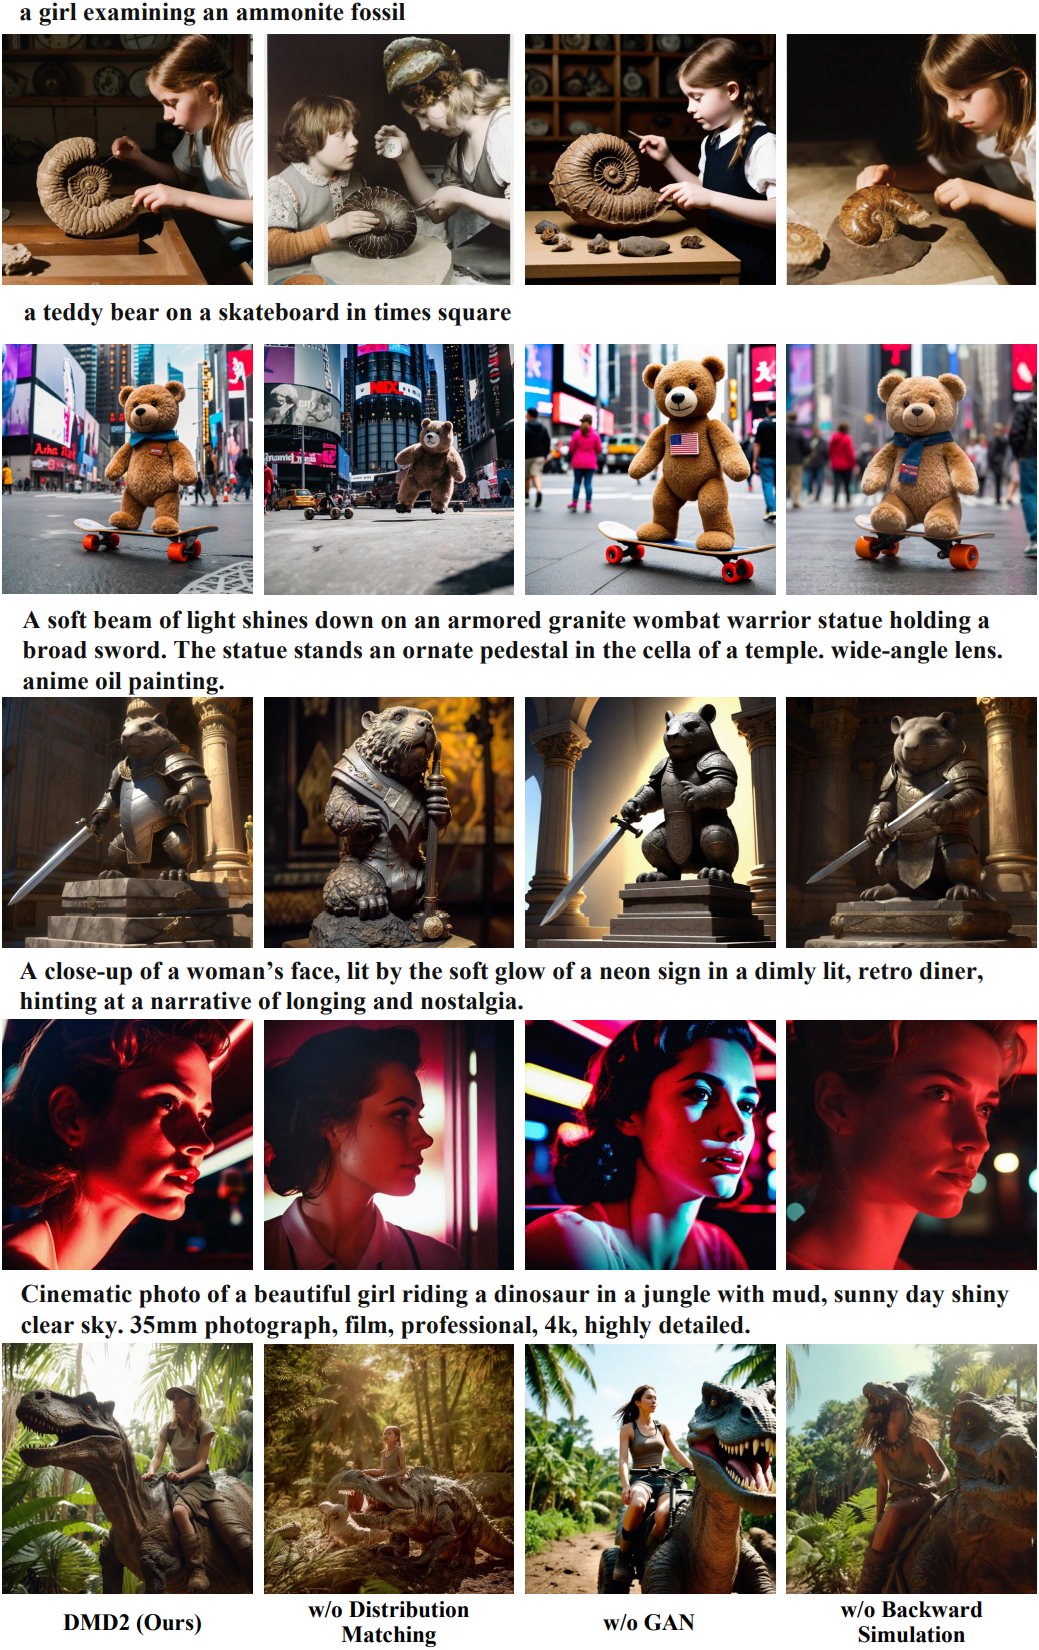 a girl examining an ammonite fossil
a teddy bear on a skateboard in times square
A soft beam of light shines down on an armored granite wombat warrior statue holding a
broad sword. The statue stands an ornate pedestal in the cella of a temple. wide-angle lens.
anime oil painting.
A close-up of a woman’s face, lit by the soft glow of a neon sign in a dimly lit, retro diner,
hinting at a narrative of longing and nostalgia.
Cinematic photo of a beautiful girl riding a dinosaur in a jungle with mud, sunny day shiny
clear sky. 35mm photograph, film, professional, 4k, highly detailed.
DMD2 (Ours)
w/o Distribution
Matching
w/o GAN
w/o Backward
Simulation